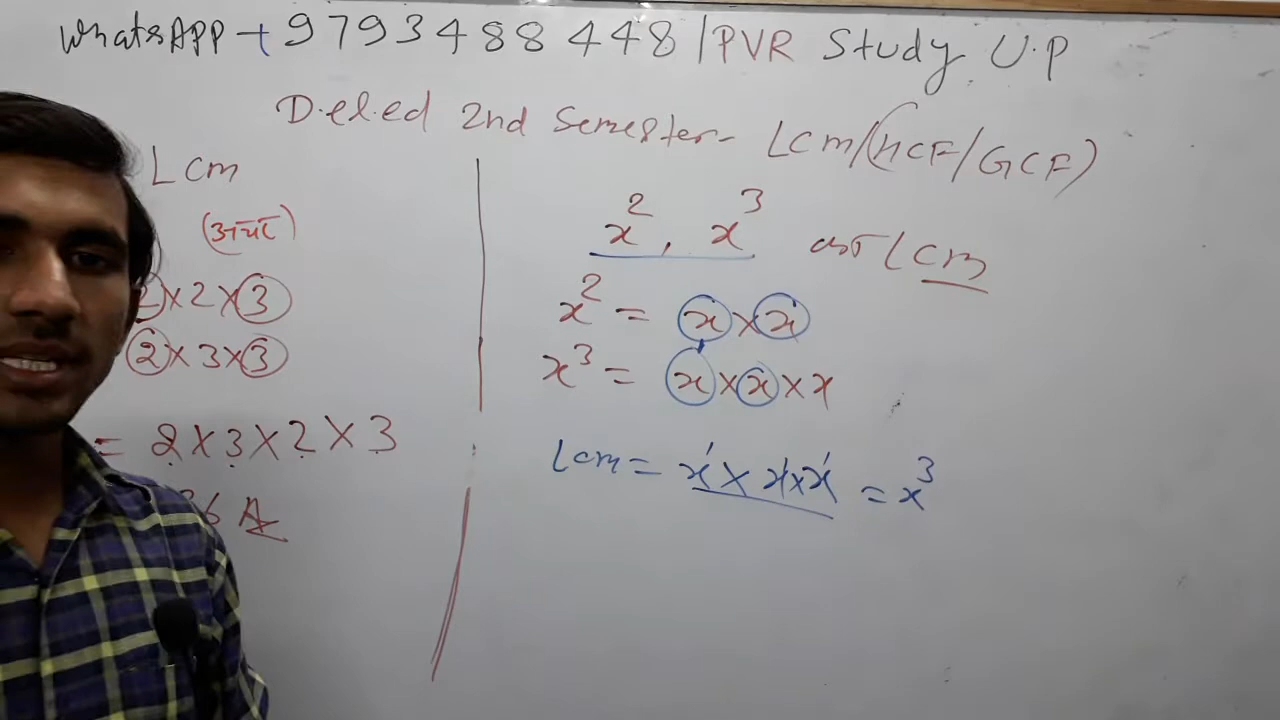 WhatsAPP + 9793488448 | PVR Study U.P
D.el.ed 2nd Semester - Lcm/(HCF/GCF)
Lcm
2×2×3
2×3×3
= 2×3×2×3
36 A
x², x³ का Lcm
x² = x×x
x³ = x×x×x
Lcm = x×x×x = x³